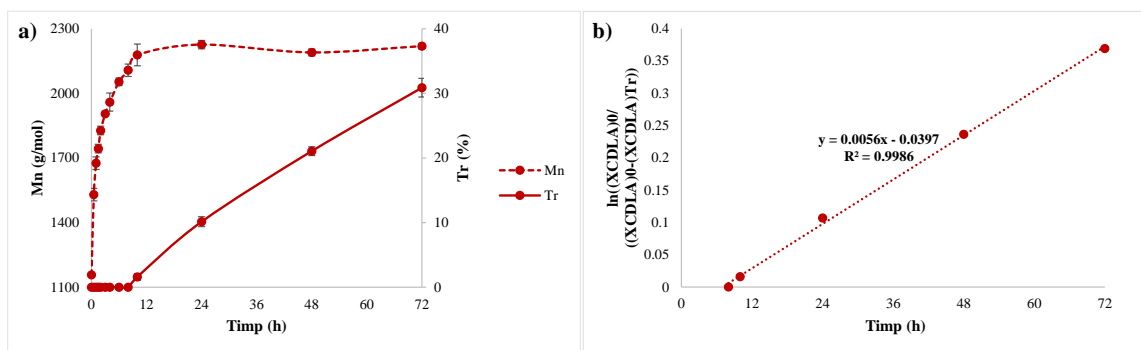 a)
2300
2000
1700
1400
1100
Mn (g/mol)
40
30
20
10
0
Tr (%)
Mn
Tr
0
12
24
36
48
60
72
Timp (h)
b)
0.4
0.35
0.3
0.25
0.2
0.15
0.1
0.05
0
ln((XCDLA)0/
((XCDLA)0-(XCDLA)Tr))
y = 0.0056x - 0.0397
R² = 0.9986
0
12
24
36
48
60
72
Timp (h)